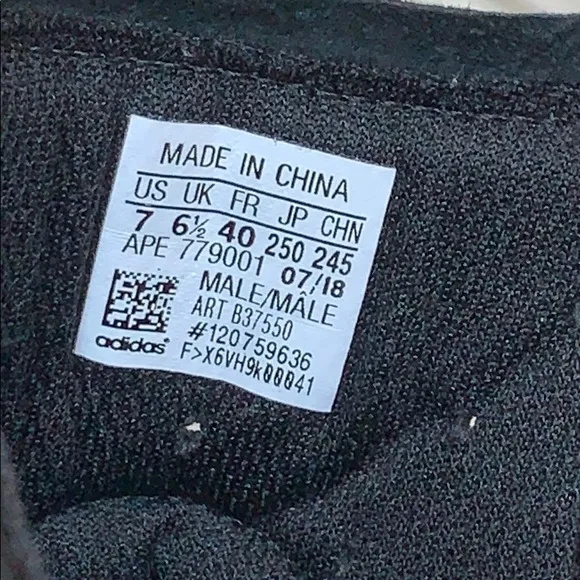 MADE IN CHINA
US UK FR JP CHN
7 6½ 40 250 245
APE 779001 07/18
MALE/MÂLE
ART B37550
#120759636
adidas® F>X6VH9k00041